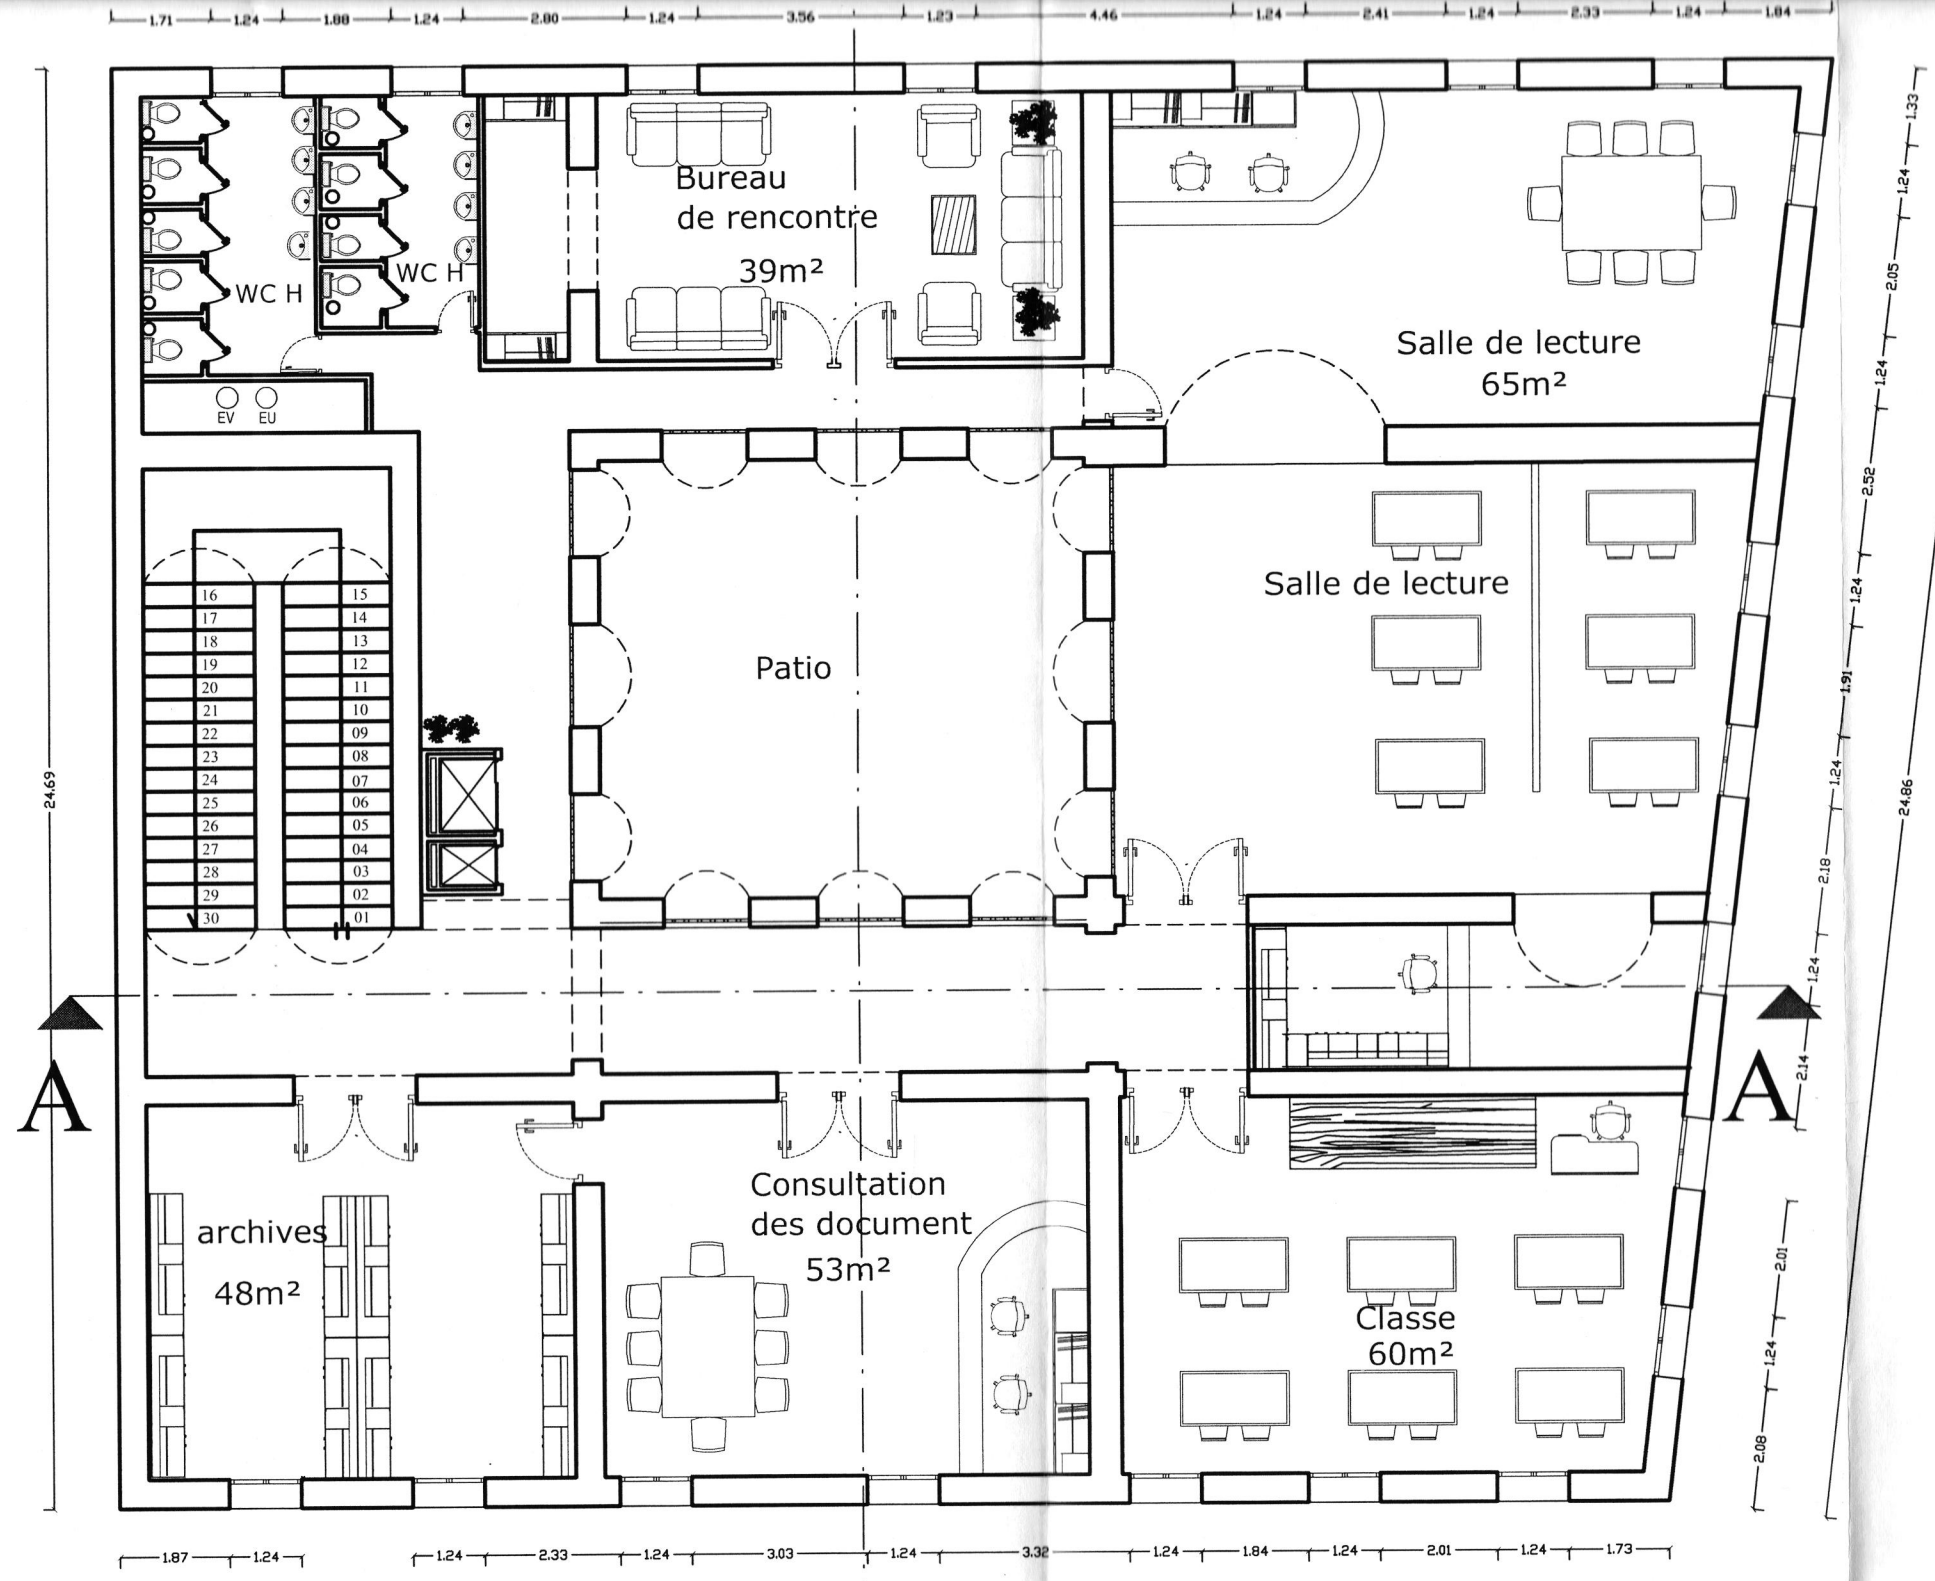 1.71 1.24 1.88 1.24 2.80 1.24 3.56 1.23 4.46 1.24 2.41 1.24 2.33 1.24 1.84
Bureau
de rencontre
39m²
WC H
WC H
EV EU
Salle de lecture
65m²
Salle de lecture
Patio
16 15
17 14
18 13
19 12
20 11
21 10
22 09
23 08
24 07
25 06
26 05
27 04
28 03
29 02
30 01
24.69
A
A
archives
48m²
Consultation
des document
53m²
Classe
60m²
1.33
1.24
2.05
1.24
2.52
1.24
1.91
1.24
2.18
1.24
2.14
2.01
1.24
2.08
24.86
1.87 1.24 1.24 2.33 1.24 3.03 1.24 3.32 1.24 1.84 1.24 2.01 1.24 1.73